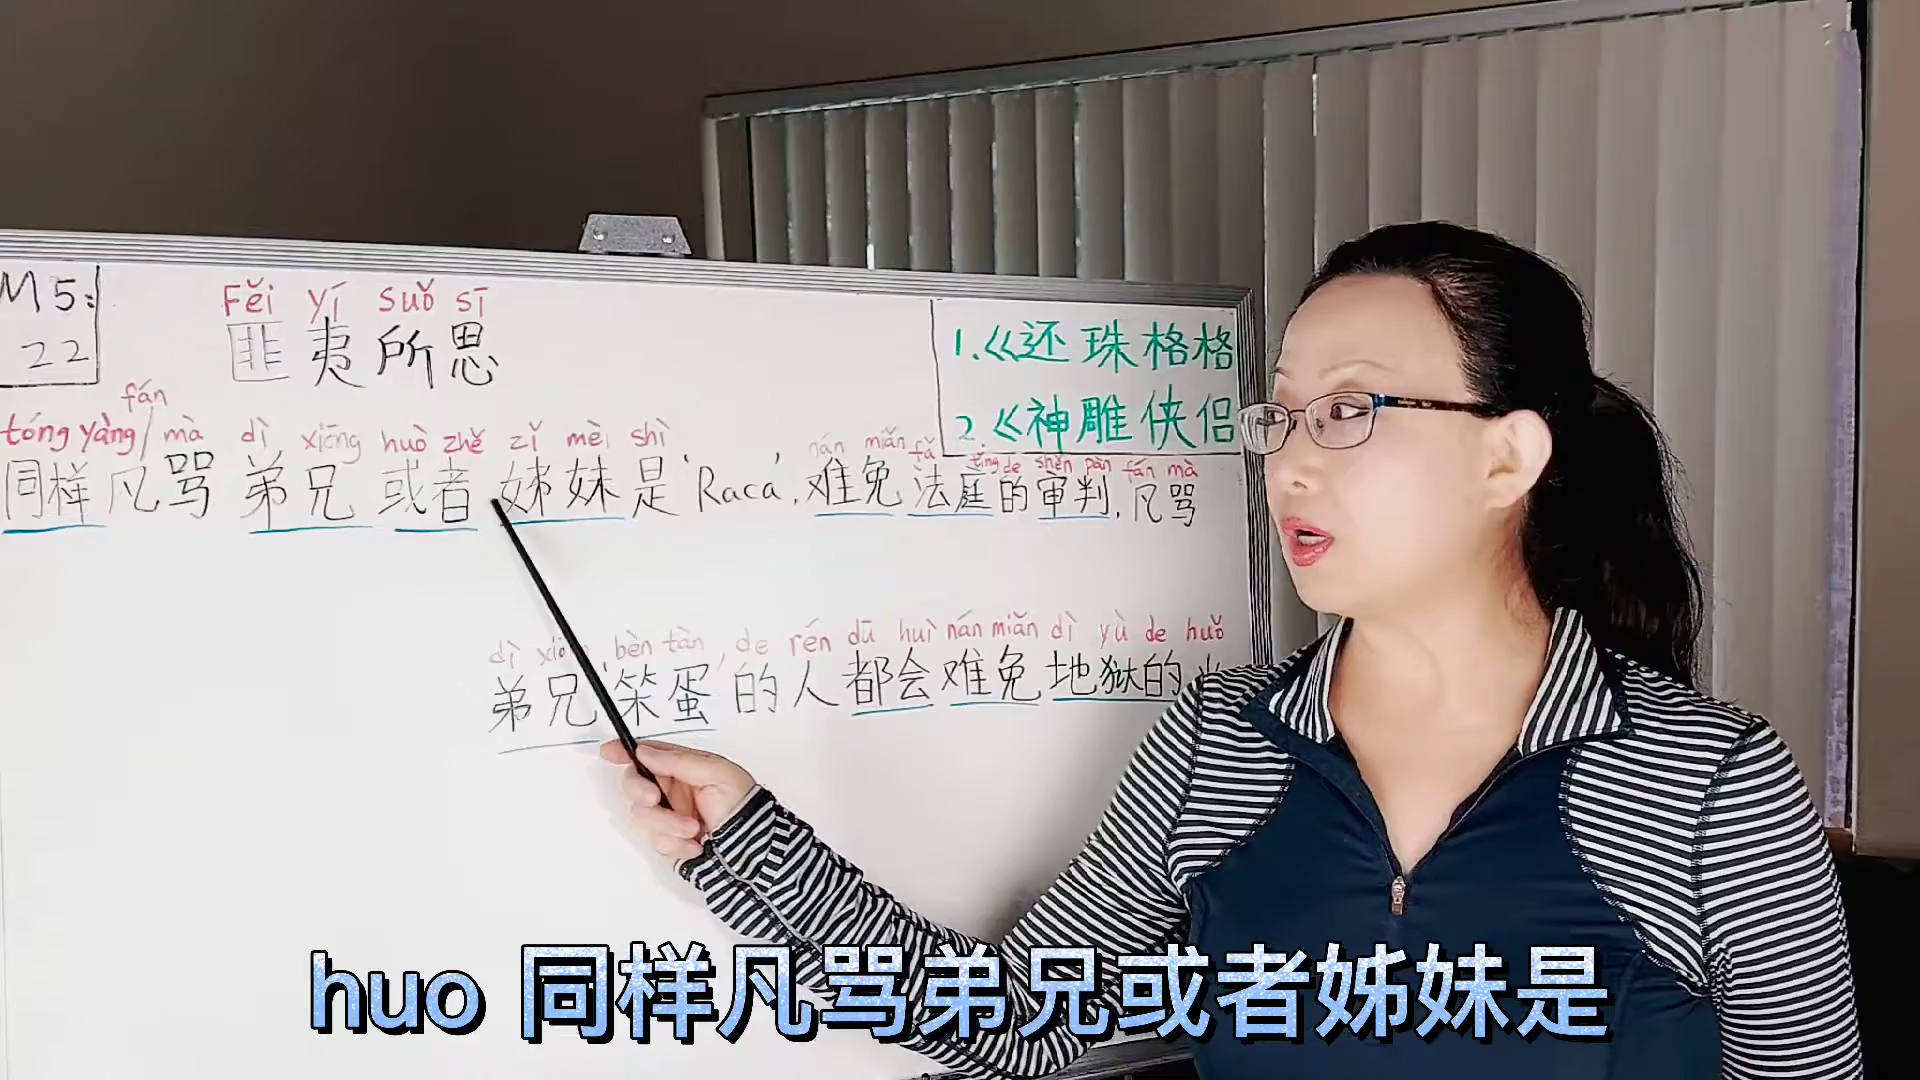 M5:
22
Fěi yí suǒ sī
匪夷所思
1.《还珠格格
2.《神雕侠侣
fán
tóng yàng/ mà dì xiōng huò zhě zǐ mèi shì nán miǎn fǎ tíng de shěn pàn fán mà
同样凡骂弟兄或者姊妹是'Raca',难免法庭的审判,凡骂
dì bèn tàn, de rén dū huì nán miǎn dì yù de huǒ
弟兄笨蛋的人都会难免地狱的
huo 同样凡骂弟兄或者姊妹是